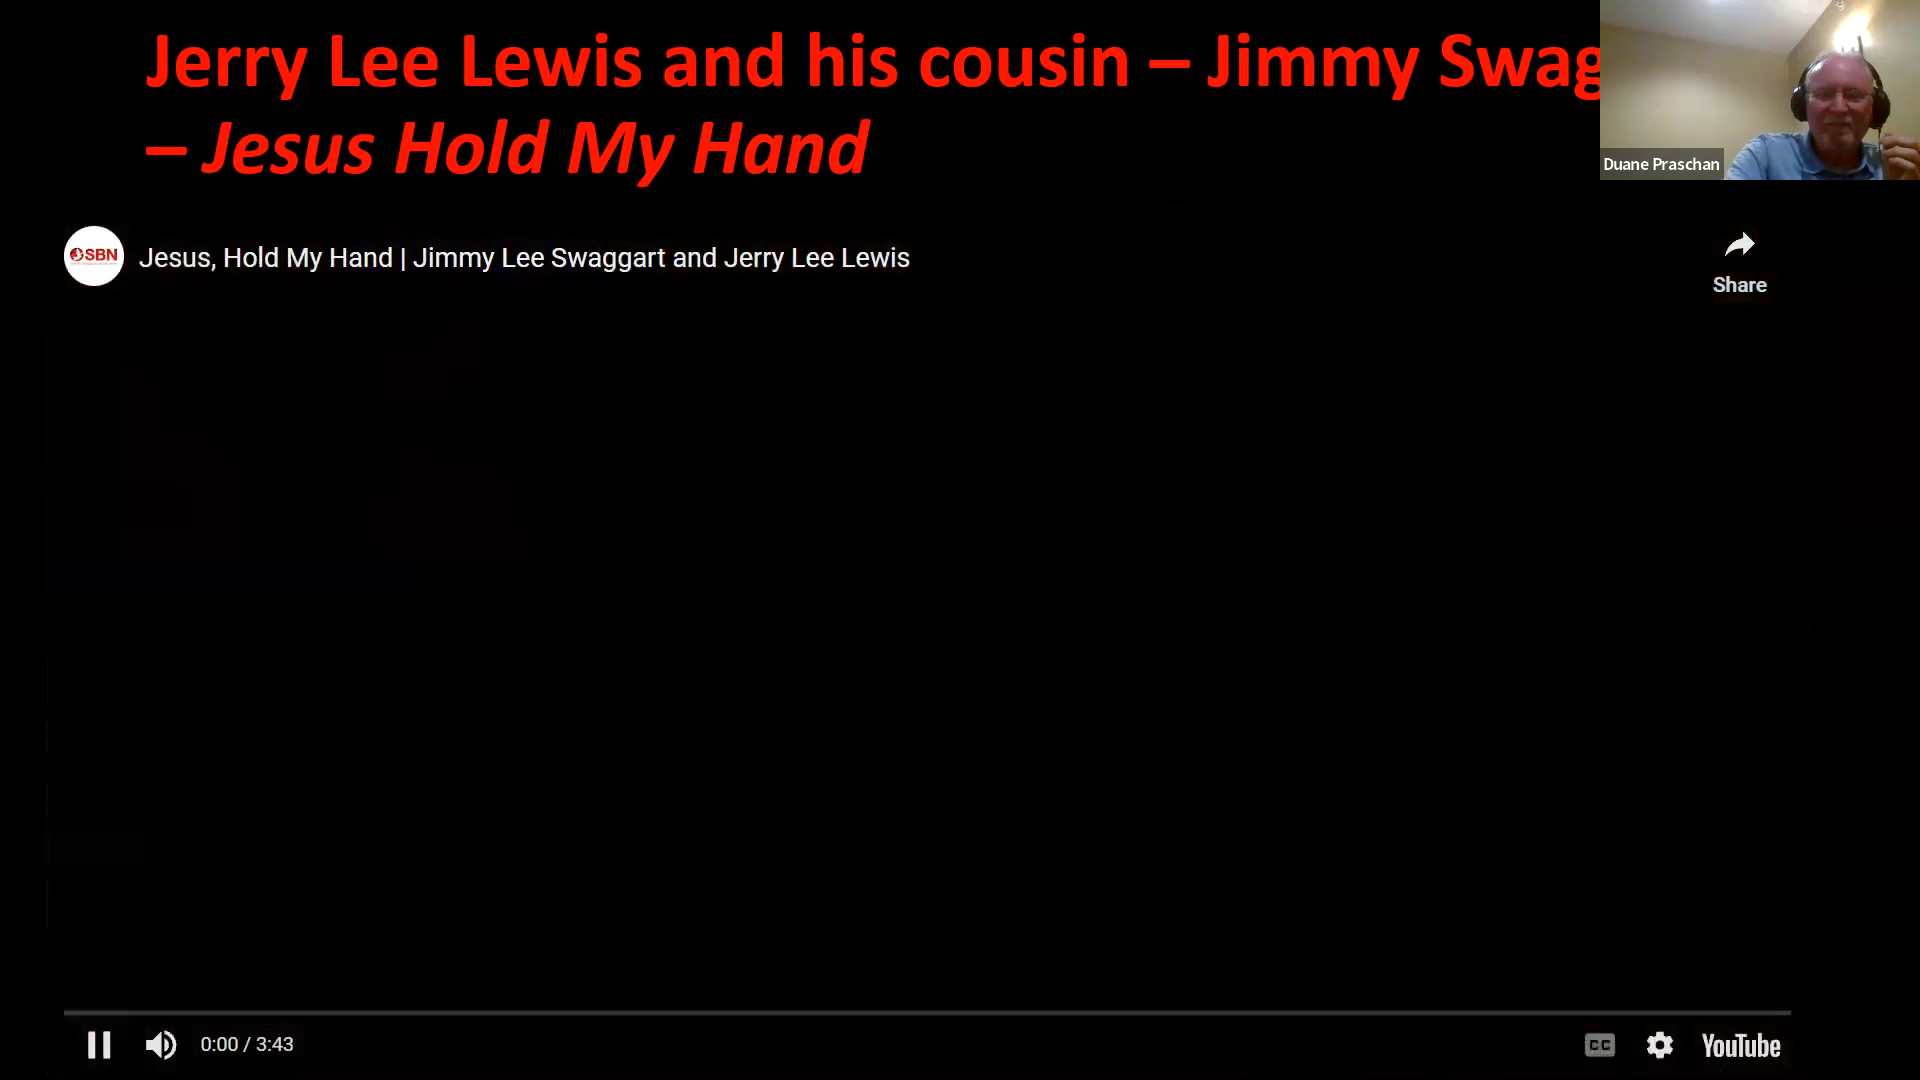 Jerry Lee Lewis and his cousin – Jimmy Swag
– Jesus Hold My Hand
Duane Praschan
SBN
Jesus, Hold My Hand | Jimmy Lee Swaggart and Jerry Lee Lewis
Share
0:00 / 3:43
CC
YouTube